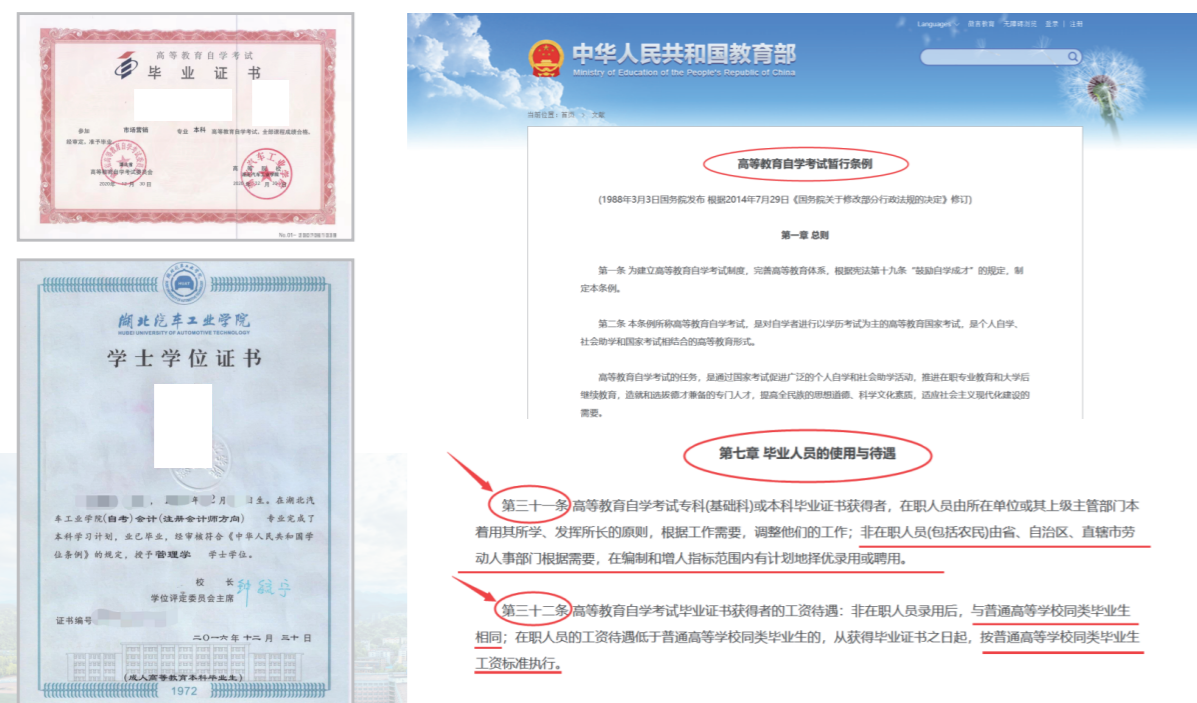 高等教育自学考试
毕业证书
参加 市场营销 专业 本科 高等教育自学考试，全部课程成绩合格，
经审定，准予毕业
湖北汽车工业学院
HUBEI UNIVERSITY OF AUTOMOTIVE TECHNOLOGY
学士学位证书
年 月 日生。在湖北汽
车工业学院(自考)会计(注册会计师方向) 专业完成了
本科学习计划，业已毕业，经审核符合《中华人民共和国学
位条例》的规定，授予管理学 学士学位。
校 长
学位评定委员会主席
证书编号
二〇一六年 十二月 三十日
(成人高等教育本科毕业生)
1972
Languages 政务客户端 无障碍浏览 登录 | 注册
中华人民共和国教育部
Ministry of Education of the People's Republic of China
当前位置：首页 > 文献
高等教育自学考试暂行条例
(1988年3月3日国务院发布 根据2014年7月29日《国务院关于修改部分行政法规的决定》修订)
第一章 总则
第一条 为建立高等教育自学考试制度，完善高等教育体系，根据宪法第十九条“鼓励自学成才”的规定，制
定本条例。
第二条 本条例所称高等教育自学考试，是对自学者进行以学历考试为主的高等教育国家考试，是个人自学、
社会助学和国家考试相结合的高等教育形式。
高等教育自学考试的任务，是通过国家考试促进广泛的个人自学和社会助学活动，推进在职专业教育和大学后
继续教育，造就和选拔德才兼备的专门人才，提高全民族的思想道德、科学文化素质，适应社会主义现代化建设的
需要。
第七章 毕业人员的使用与待遇
第三十一条 高等教育自学考试专科(基础科)或本科毕业证书获得者，在职人员由所在单位或其上级主管部门本
着用其所学、发挥所长的原则，根据工作需要，调整他们的工作；非在职人员(包括农民)由省、自治区、直辖市劳
动人事部门根据需要，在编制和增人指标范围内有计划地择优录用或聘用。
第三十二条 高等教育自学考试毕业证书获得者的工资待遇：非在职人员录用后，与普通高等学校同类毕业生
相同；在职人员的工资待遇低于普通高等学校同类毕业生的，从获得毕业证书之日起，按普通高等学校同类毕业生
工资标准执行。